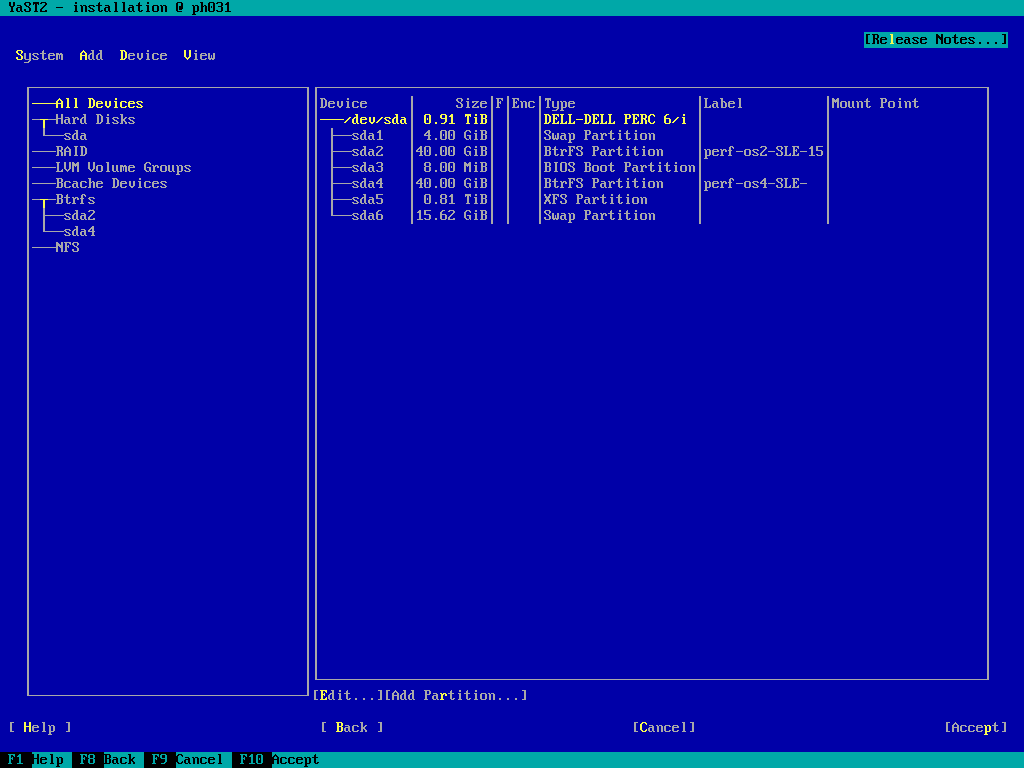 YaST2 - installation @ ph031
[Release Notes...]
System Add Device View
All Devices
Hard Disks
sda
RAID
LVM Volume Groups
Bcache Devices
Btrfs
sda2
sda4
NFS
Device Size F Enc Type Label Mount Point
/dev/sda 0.91 TiB DELL-DELL PERC 6/i
sda1 4.00 GiB Swap Partition
sda2 40.00 GiB BtrFS Partition perf-os2-SLE-15
sda3 8.00 MiB BIOS Boot Partition
sda4 40.00 GiB BtrFS Partition perf-os4-SLE-
sda5 0.81 TiB XFS Partition
sda6 15.62 GiB Swap Partition
[Edit...][Add Partition...]
[ Help ] [ Back ] [Cancel] [Accept]
F1 Help F8 Back F9 Cancel F10 Accept